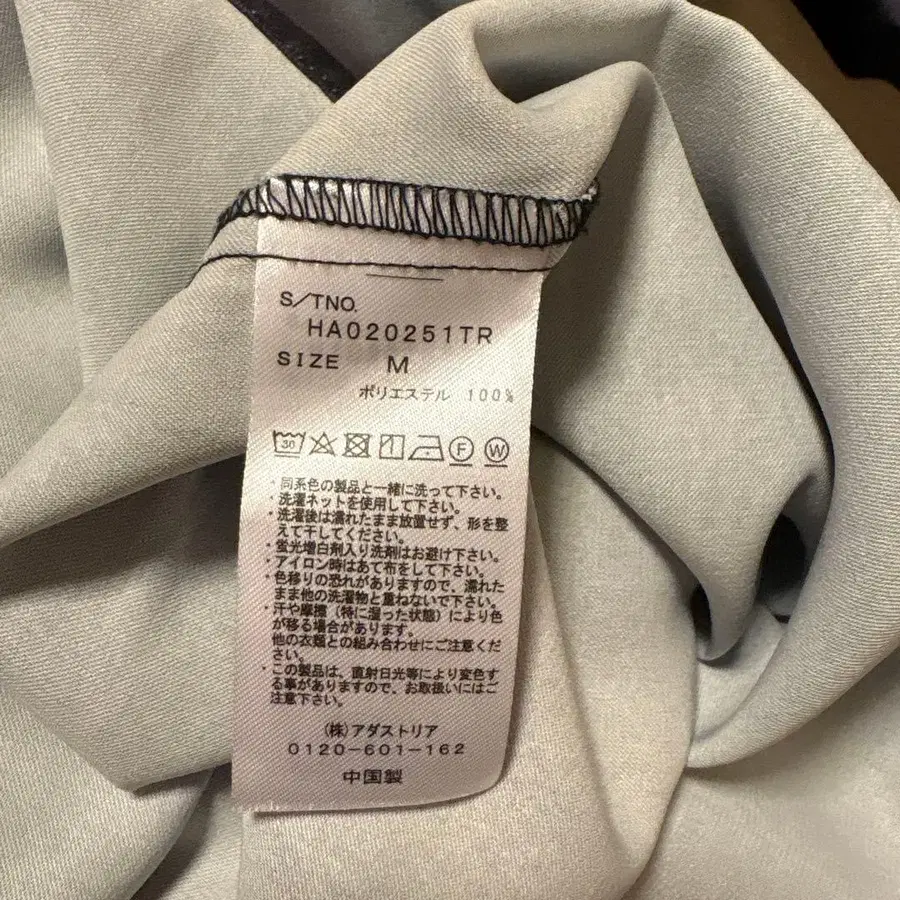 S/TNO.
HA020251TR
SIZE M
ポリエステル 100%
30 F W
・同系色の製品と一緒に洗って下さい。
・洗濯ネットを使用して下さい。
・洗濯後は濡れたまま放置せず、形を整
えて干してください。
・蛍光増白剤入り洗剤はお避け下さい。
・アイロン時はあて布をして下さい。
・色移りの恐れがありますので、濡れた
まま他の洗濯物と重ねないで下さい。
・汗や摩擦（特に湿った状態）により色
が移る場合があります。
他の衣類との組み合わせにご注意くだ
さい。
・この製品は、直射日光等により変色す
る事がありますので、お取扱いにはご
注意下さい。
(株)アダストリア
0120-601-162
中国製